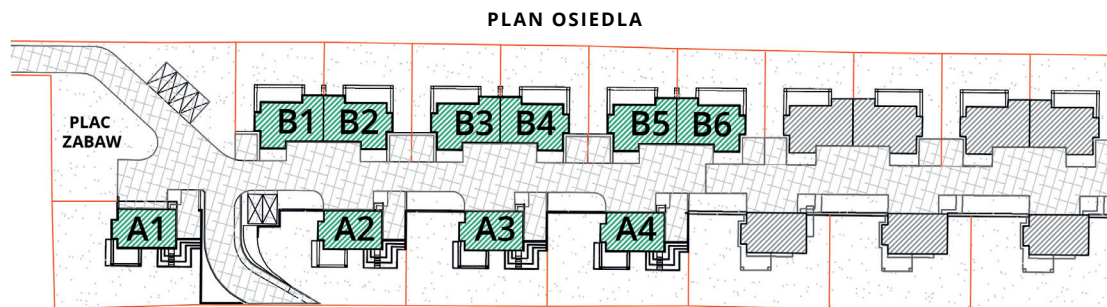 PLAN OSIEDLA
PLAC
ZABAW
B1 B2 B3 B4 B5 B6
A1 A2 A3 A4